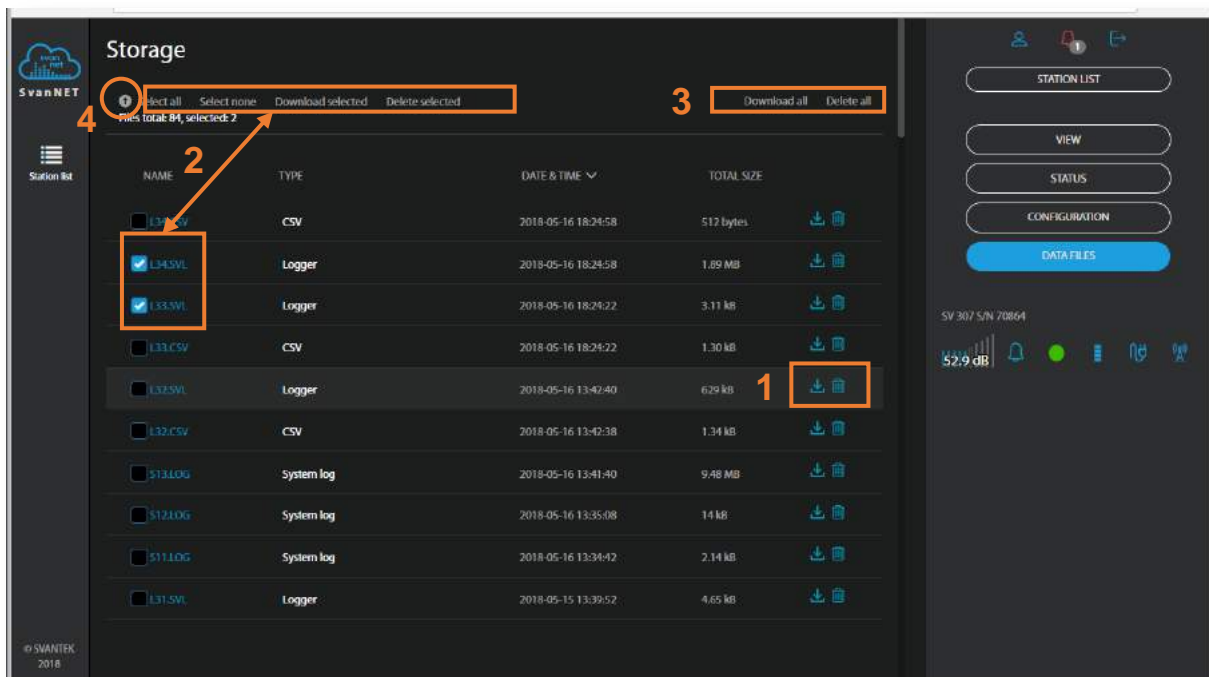 Storage
svan
net
SvanNET
1
STATION LIST
Select all Select none Download selected Delete selected
3
Download all Delete all
4
Files total: 84, selected: 2
VIEW
2
Station list
NAME TYPE DATE & TIME TOTAL SIZE
STATUS
L34.CSV CSV 2018-05-16 18:24:58 512 bytes
CONFIGURATION
L34.SVL Logger 2018-05-16 18:24:58 1.89 MB
DATA FILES
L33.SVL Logger 2018-05-16 18:24:22 3.11 kB
SV 307 S/N 70864
L33.CSV CSV 2018-05-16 18:24:22 1.30 kB
52.9 dB
L32.SVL Logger 2018-05-16 13:42:40 629 kB
1
L32.CSV CSV 2018-05-16 13:42:38 1.34 kB
S13.LOG System log 2018-05-16 13:41:40 9.48 MB
S12.LOG System log 2018-05-16 13:35:08 14 kB
S11.LOG System log 2018-05-16 13:34:42 2.14 kB
L31.SVL Logger 2018-05-15 13:39:52 4.65 kB
© SVANTEK
2018